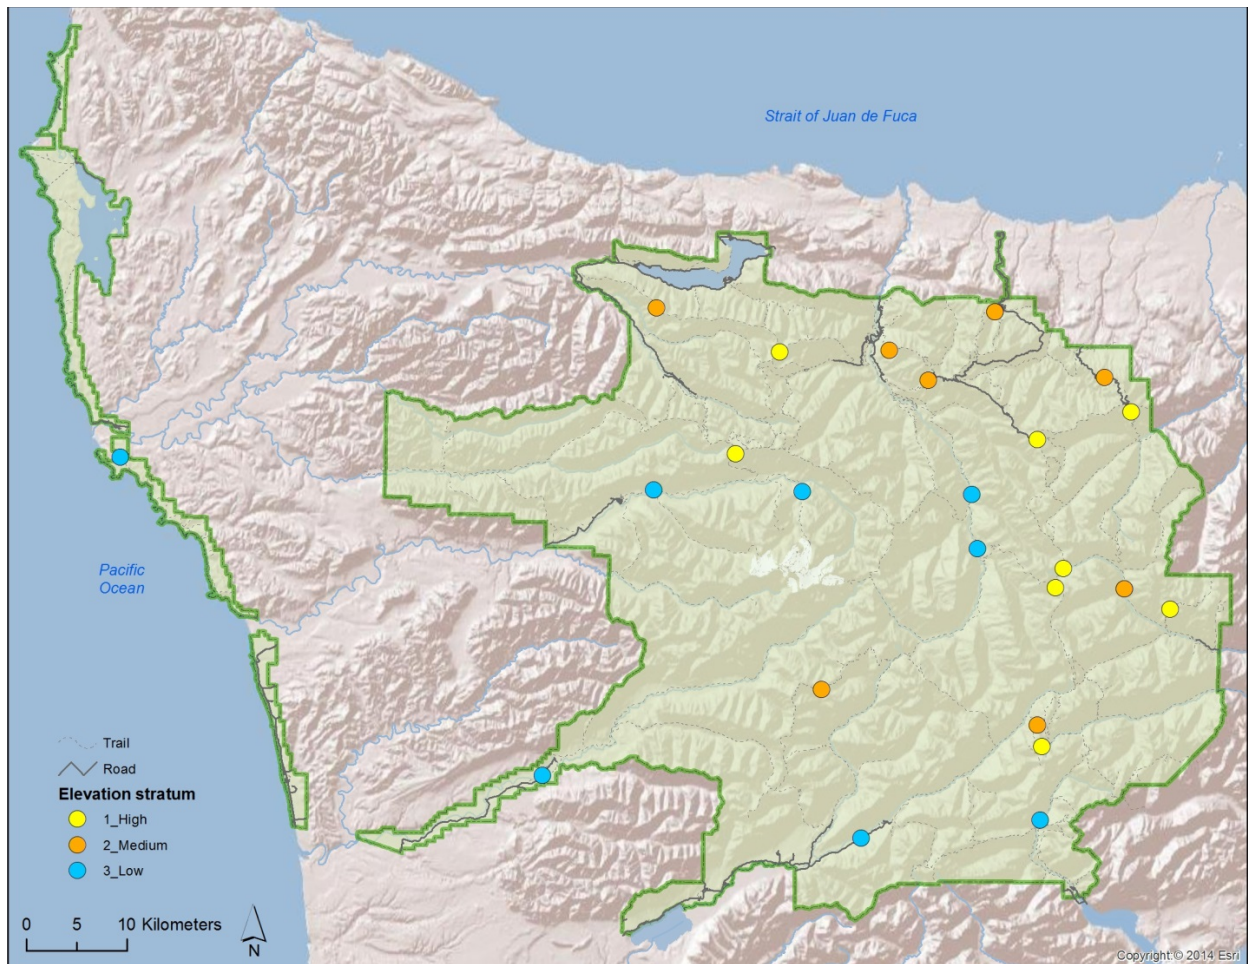 Strait of Juan de Fuca
Pacific
Ocean
Trail
Road
Elevation stratum
1_High
2_Medium
3_Low
0 5 10 Kilometers
N
Copyright:© 2014 Esri